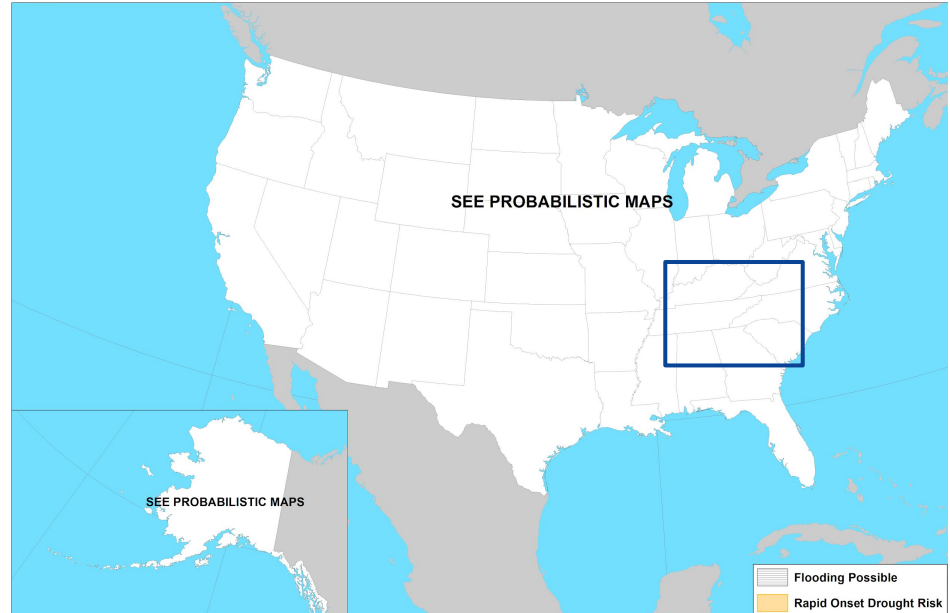 SEE PROBABILISTIC MAPS
SEE PROBABILISTIC MAPS
Flooding Possible
Rapid Onset Drought Risk